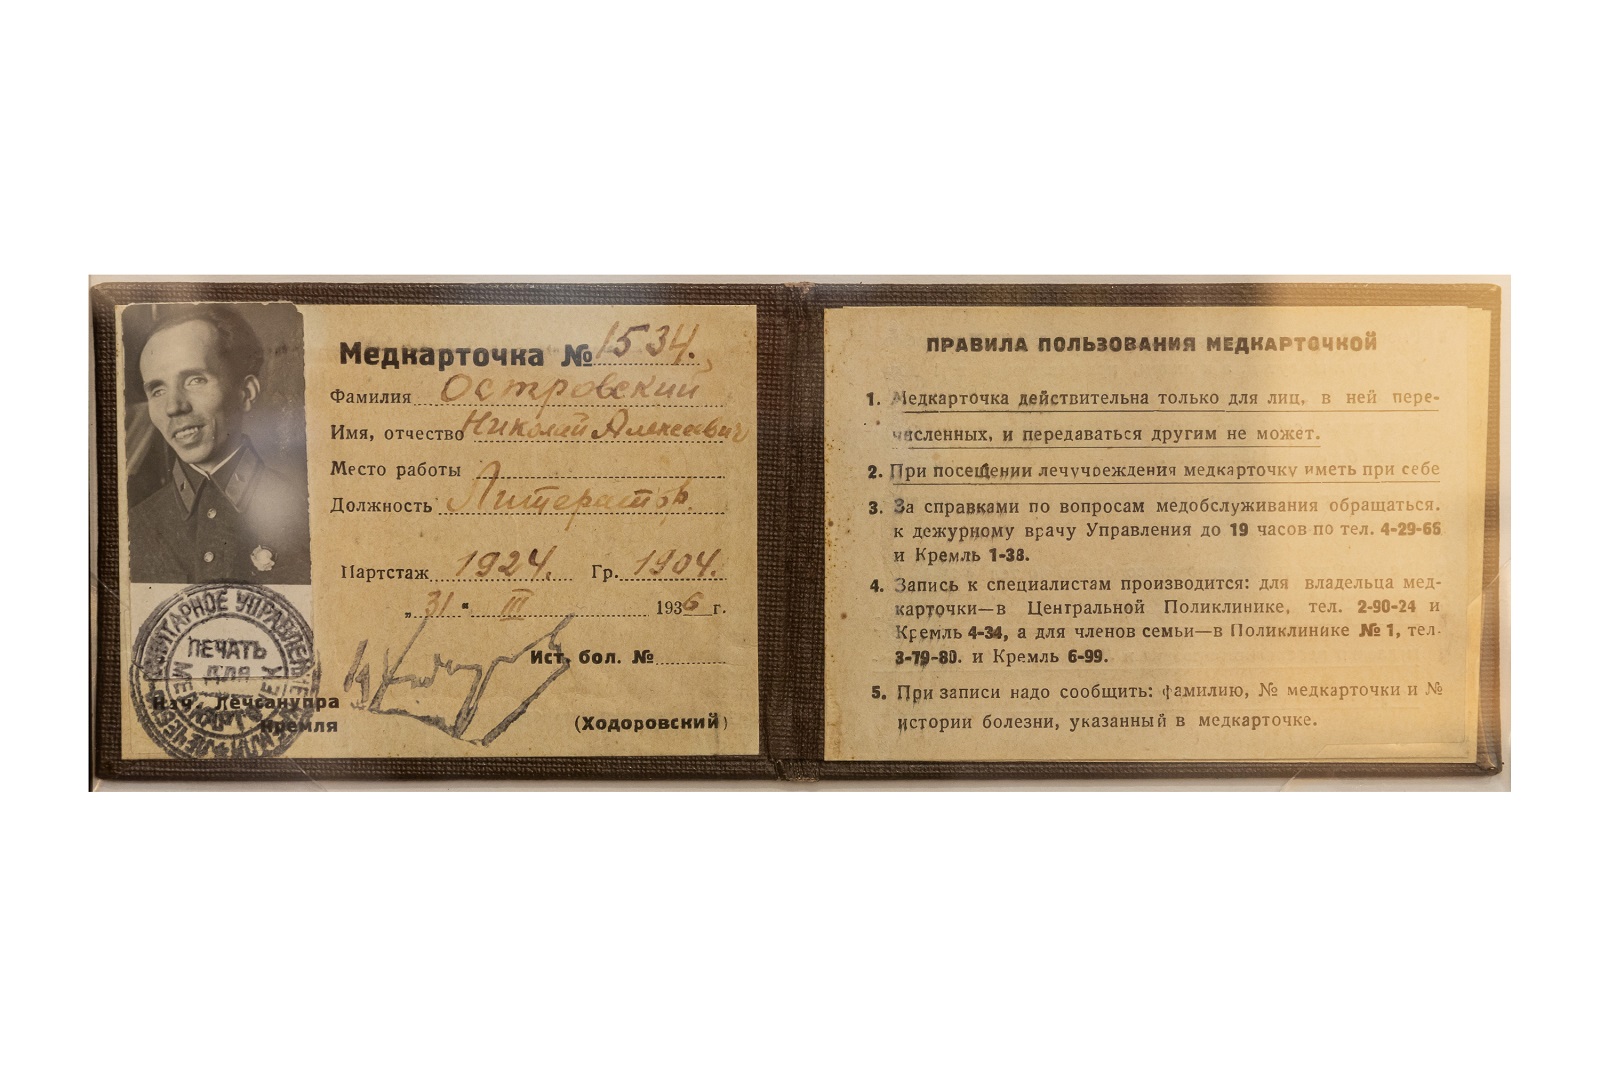 Медкарточка № 1534.
Фамилия Островский
Имя, отчество Николай Алексеевич
Место работы
Должность Литератор.
Партстаж 1924. Гр. 1904.
„31“ III 1936 г.
Ист. бол. №
Нач. Лечсанупра
Кремля
(Ходоровский)
САНИТАРНОЕ УПРАВЛЕНИЕ
ПЕЧАТЬ
ДЛЯ
МЕДКАРТОЧЕК
ПРАВИЛА ПОЛЬЗОВАНИЯ МЕДКАРТОЧКОЙ
1. Медкарточка действительна только для лиц, в ней пере-
численных, и передаваться другим не может.
2. При посещении лечучреждения медкарточку иметь при себе
3. За справками по вопросам медобслуживания обращаться.
к дежурному врачу Управления до 19 часов по тел. 4-29-66
и Кремль 1-38.
4. Запись к специалистам производится: для владельца мед-
карточки—в Центральной Поликлинике, тел. 2-90-24 и
Кремль 4-34, а для членов семьи—в Поликлинике № 1, тел.
3-79-80. и Кремль 6-99.
5. При записи надо сообщить: фамилию, № медкарточки и №
истории болезни, указанный в медкарточке.